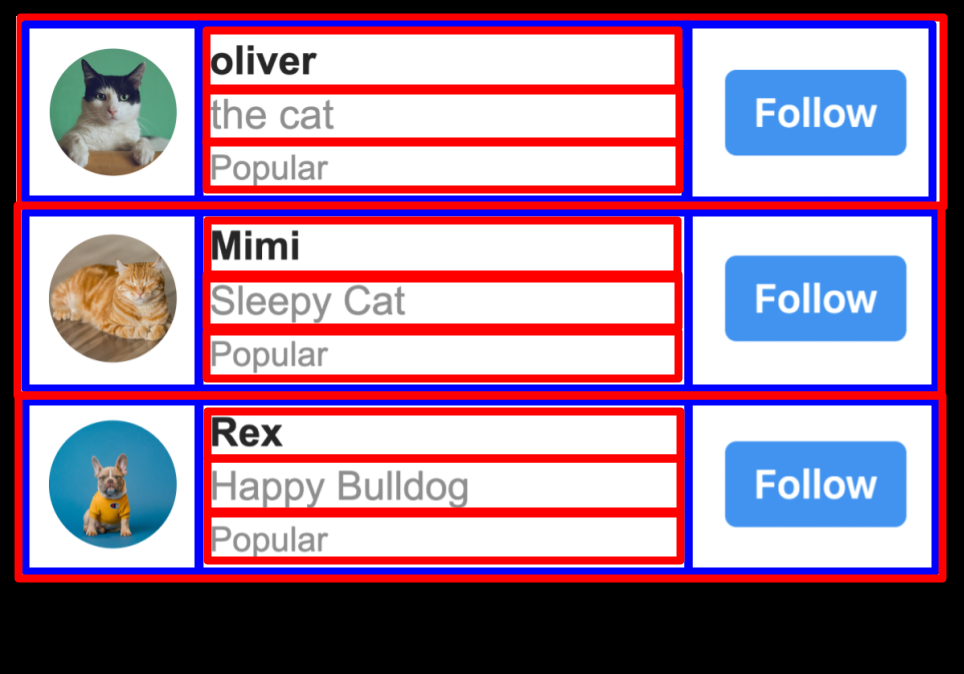 oliver
the cat
Popular
Follow
Mimi
Sleepy Cat
Popular
Follow
Rex
Happy Bulldog
Popular
Follow